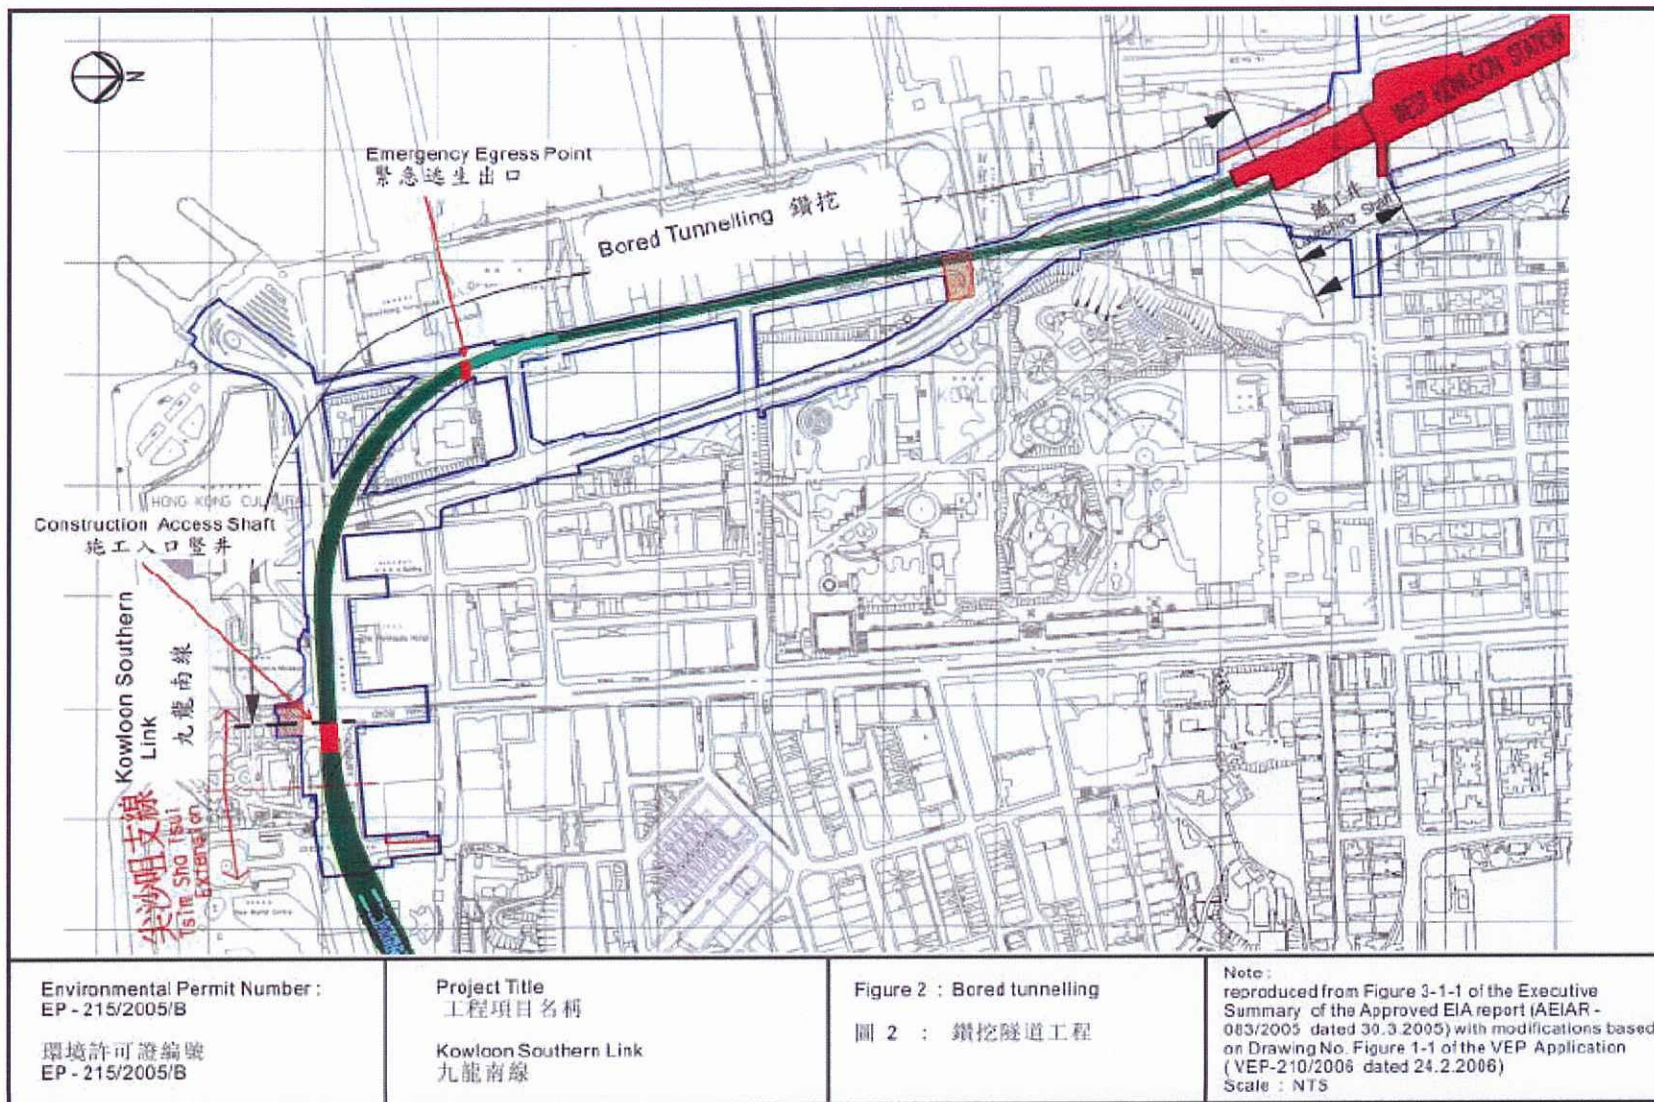 N
Emergency Egress Point
緊急逃生出口
Bored Tunnelling 鑽挖
WEST KOWLOON STATION
施工井
Launching Shaft
KOWLOON PARK
HONG KONG CULTURAL
Construction Access Shaft
施工入口豎井
Kowloon Southern
Link
九龍南線
ROAD
尖沙咀支線
Tsim Sha Tsui
Extension
Environmental Permit Number :
EP - 215/2005/B
環境許可證編號
EP - 215/2005/B
Project Title
工程項目名稱
Kowloon Southern Link
九龍南線
Figure 2 : Bored tunnelling
圖 2 : 鑽挖隧道工程
Note :
reproduced from Figure 3-1-1 of the Executive
Summary of the Approved EIA report (AEIAR -
083/2005 dated 30.3.2005) with modifications based
on Drawing No. Figure 1-1 of the VEP Application
( VEP-210/2006 dated 24.2.2006)
Scale : NTS